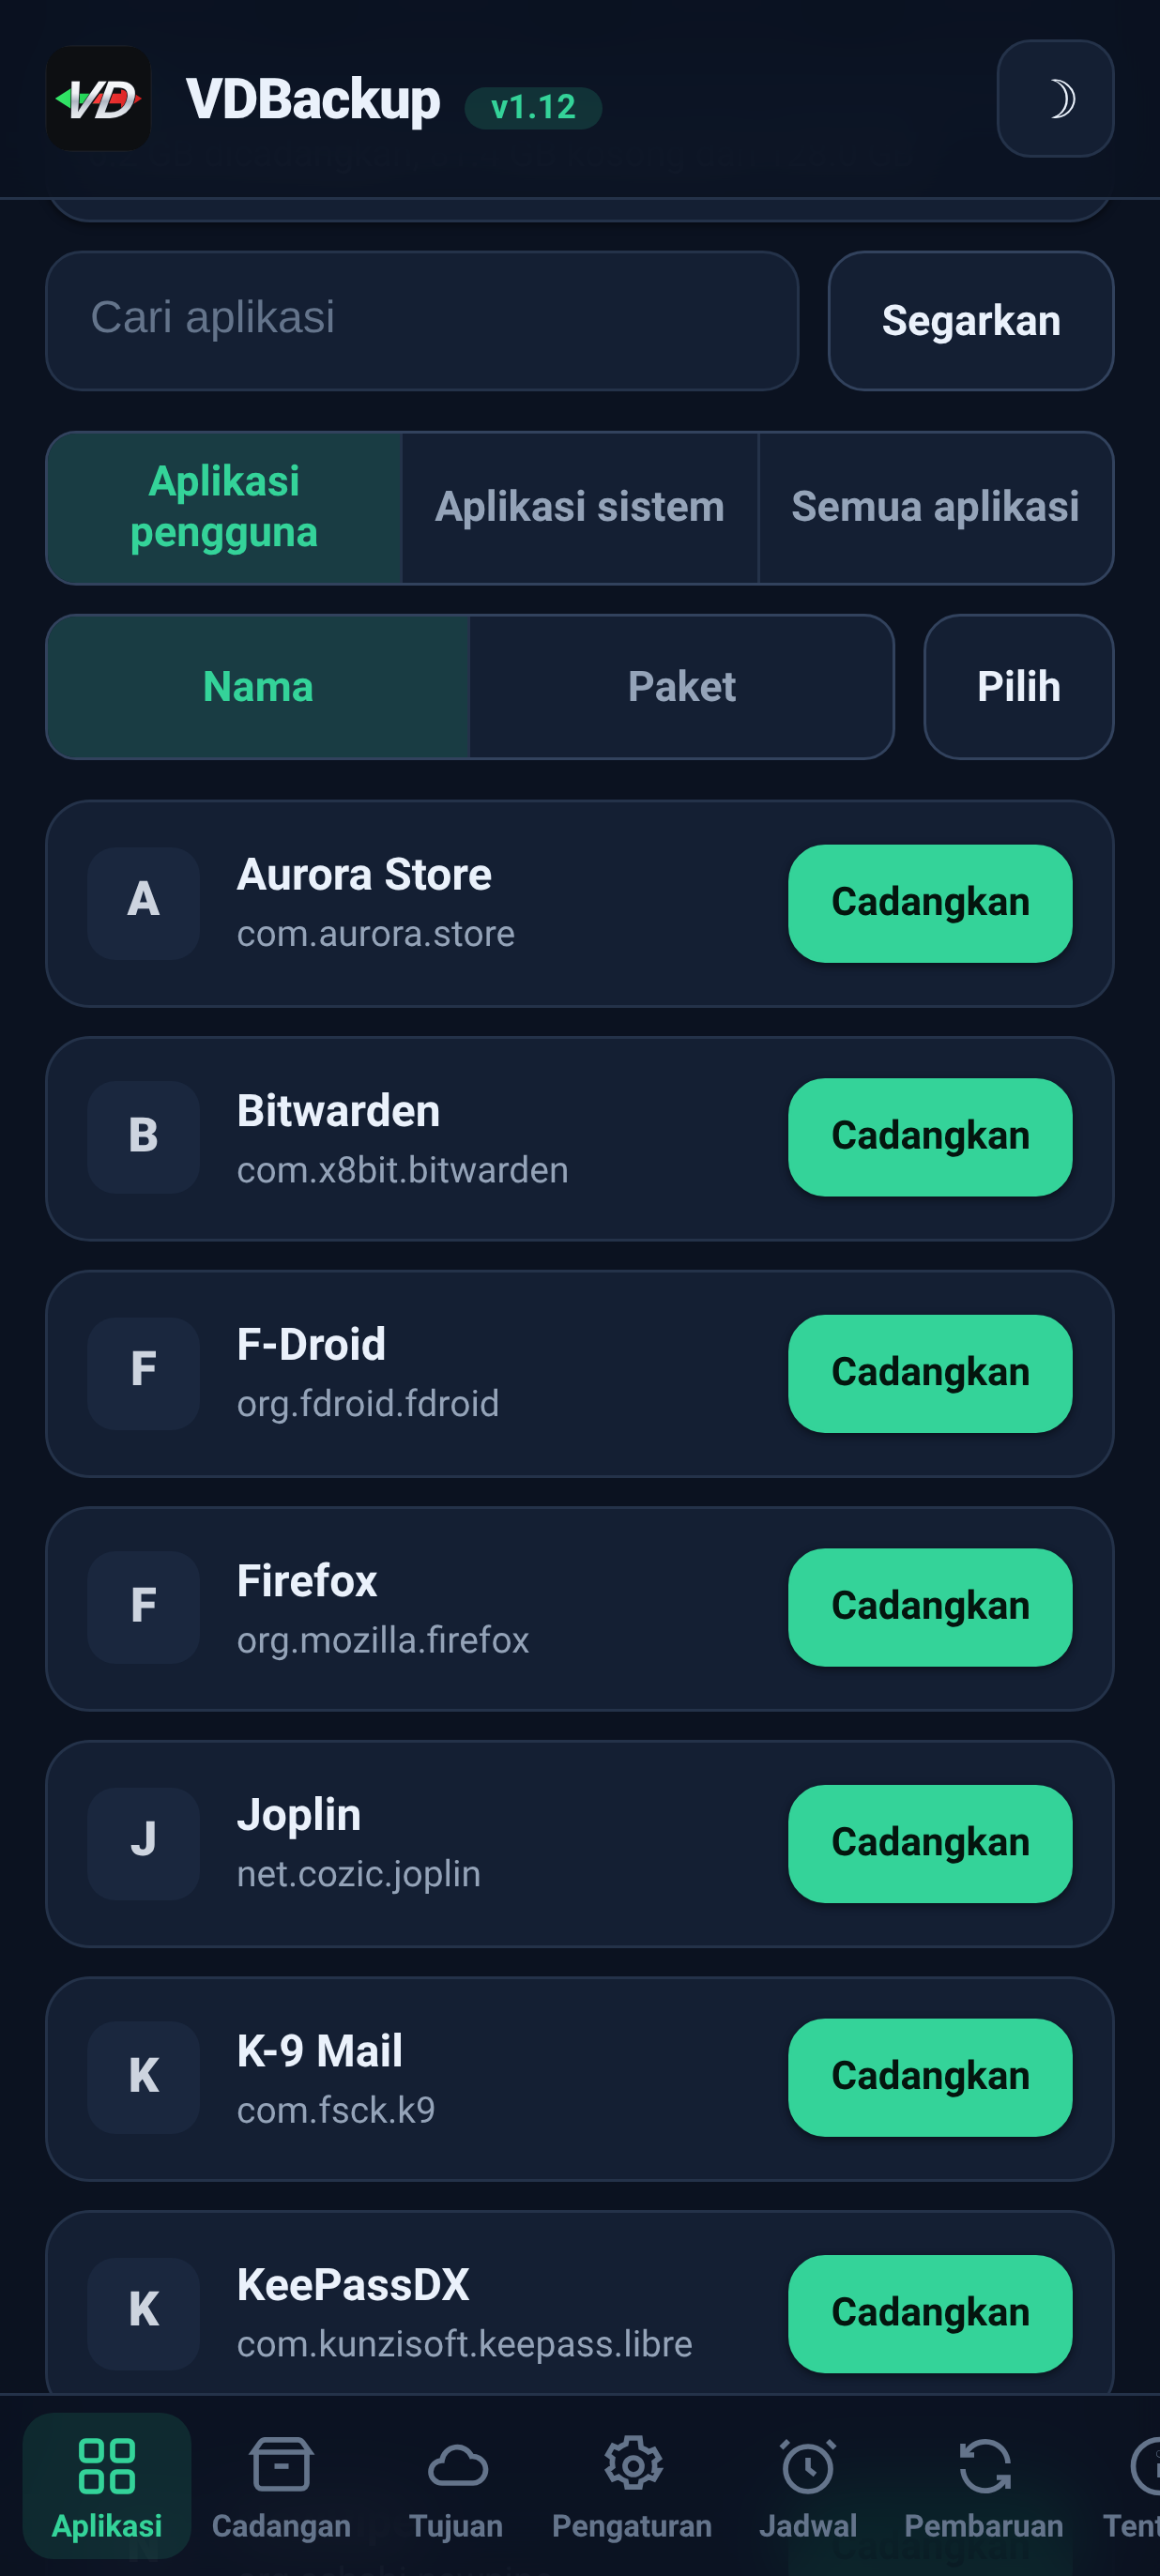 VD
VDBackup v1.12
Cari aplikasi
Segarkan
Aplikasi
pengguna
Aplikasi sistem
Semua aplikasi
Nama
Paket
Pilih
A
Aurora Store
com.aurora.store
Cadangkan
B
Bitwarden
com.x8bit.bitwarden
Cadangkan
F
F-Droid
org.fdroid.fdroid
Cadangkan
F
Firefox
org.mozilla.firefox
Cadangkan
J
Joplin
net.cozic.joplin
Cadangkan
K
K-9 Mail
com.fsck.k9
Cadangkan
K
KeePassDX
com.kunzisoft.keepass.libre
Cadangkan
Aplikasi
Cadangan
Tujuan
Pengaturan
Jadwal
Pembaruan